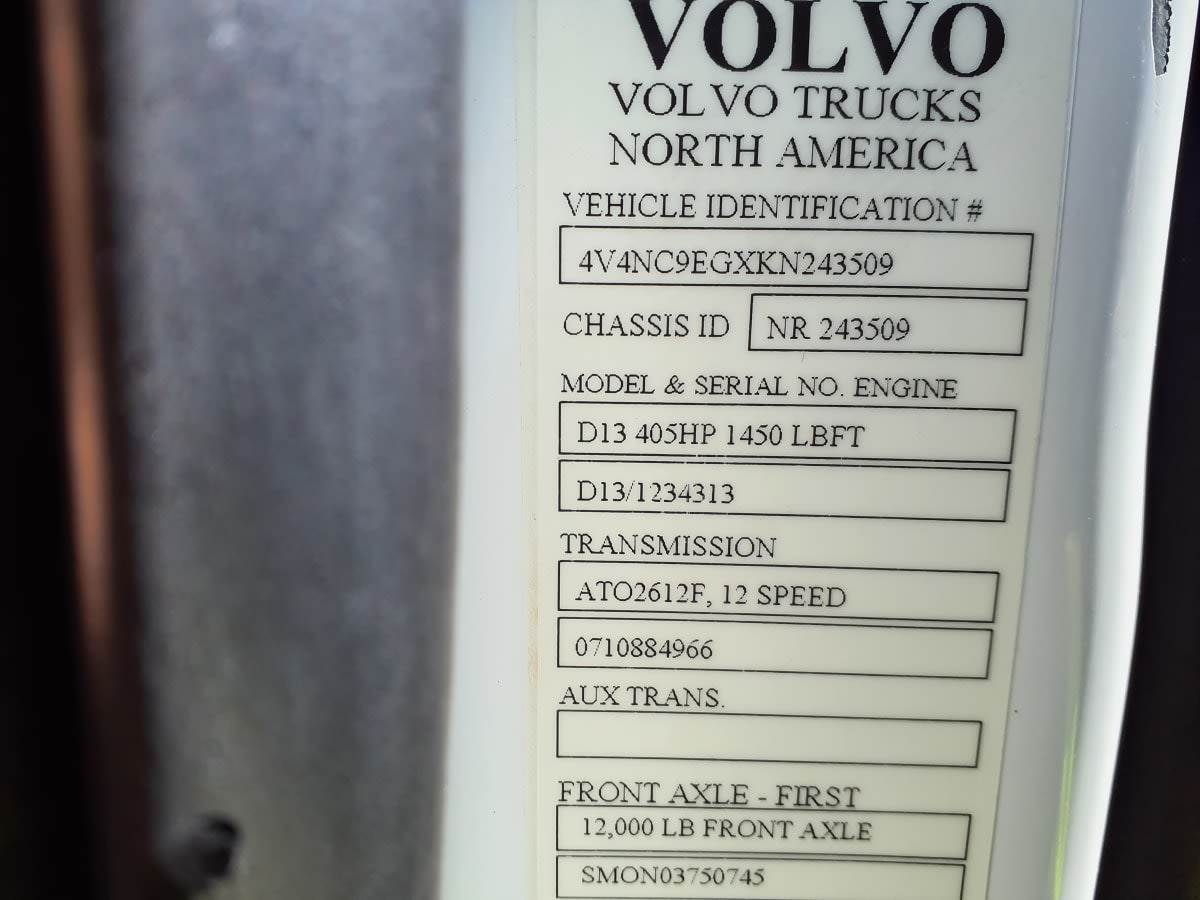 VOLVO
VOLVO TRUCKS
NORTH AMERICA
VEHICLE IDENTIFICATION #
4V4NC9EGXKN243509
CHASSIS ID NR 243509
MODEL & SERIAL NO. ENGINE
D13 405HP 1450 LBFT
D13/1234313
TRANSMISSION
ATO2612F, 12 SPEED
0710884966
AUX TRANS.
FRONT AXLE - FIRST
12,000 LB FRONT AXLE
SMON03750745